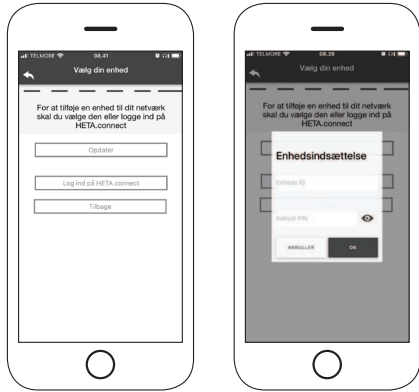 TELMORE 08.41
Vælg din enhed
For at tilføje en enhed til dit netværk
skal du vælge den eller logge ind på
HETA.connect
Opdater
Log ind på HETA.connect
Tilbage
TELMORE 08.26
Vælg din enhed
For at tilføje en enhed til dit netværk
skal du vælge den eller logge ind på
HETA.connect
Enhedsindsættelse
Enheds ID
Indtast PIN
ANNULLER OK